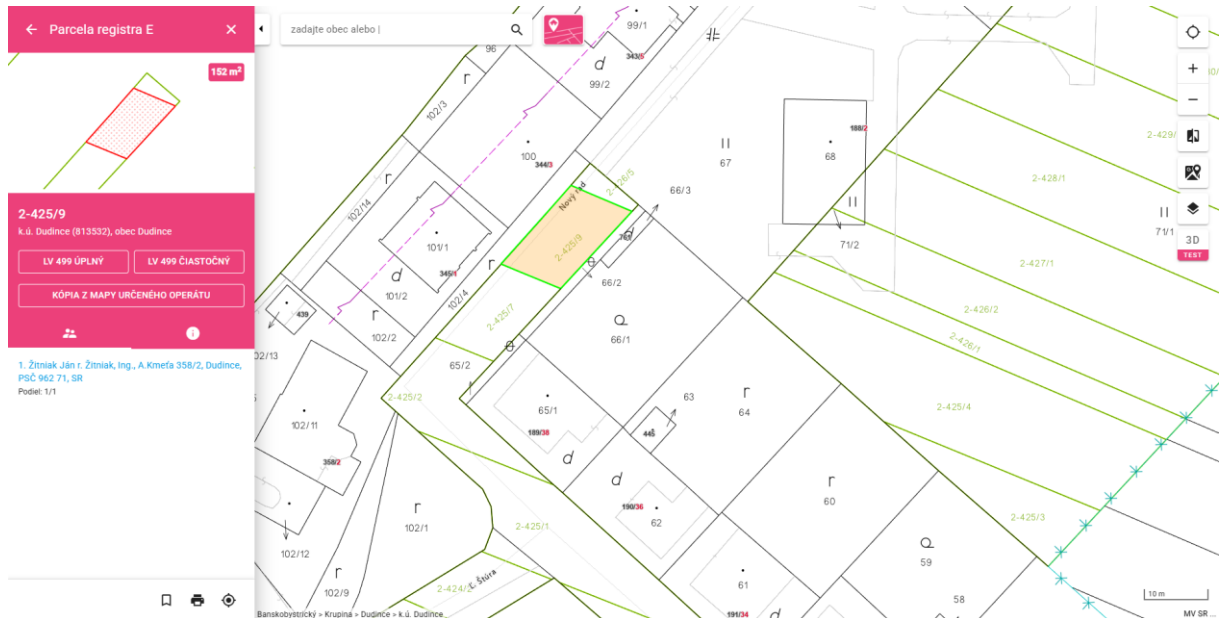 Parcela registra E
152 m²
2-425/9
k.ú. Dudince (813532), obec Dudince
LV 499 ÚPLNÝ
LV 499 ČIASTOČNÝ
KÓPIA Z MAPY URČENÉHO OPERÁTU
1. Žitniak Ján r. Žitniak, Ing., A.Kmeťa 358/2, Dudince,
PSČ 962 71, SR
Podiel: 1/1
zadajte obec alebo |
99/1
96
343/5
d
99/2
r
102/3
100
344/3
r
102/14
Nový rad
2-426/5
66/3
II
67
68
188/2
II
71/2
II
71/1
2-429/
2-428/1
2-427/1
2-426/2
2-426/1
2-425/4
2-425/3
3D
TEST
101/1
345/1
d
101/2
r
102/4
r
102/2
439
102/13
2-425/9
d
66/2
66/1
2-425/7
65/2
2-425/2
65/1
189/38
d
63
r
64
445
d
190/36
62
r
60
59
58
61
191/34
102/11
358/2
102/12
r
102/1
r
102/9
2-425/1
2-424/2
Ľ. Štúra
10 m
Banskobystrický > Krupina > Dudince > k.ú. Dudince
MV SR ...